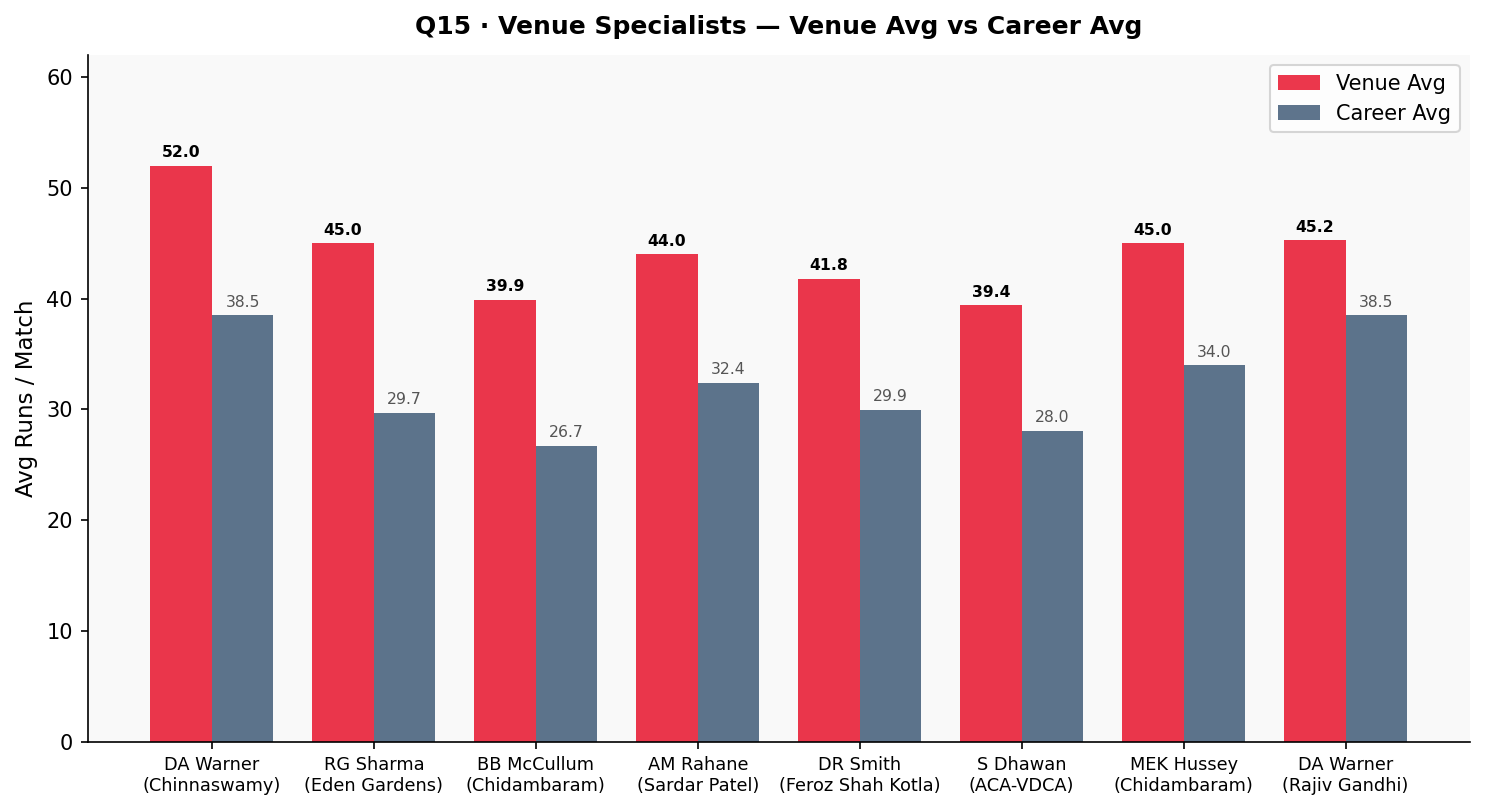 Q15 · Venue Specialists — Venue Avg vs Career Avg
Venue Avg
Career Avg
Avg Runs / Match
60
50
40
30
20
10
0
52.0
38.5
45.0
29.7
39.9
26.7
44.0
32.4
41.8
29.9
39.4
28.0
45.0
34.0
45.2
38.5
DA Warner
(Chinnaswamy)
RG Sharma
(Eden Gardens)
BB McCullum
(Chidambaram)
AM Rahane
(Sardar Patel)
DR Smith
(Feroz Shah Kotla)
S Dhawan
(ACA-VDCA)
MEK Hussey
(Chidambaram)
DA Warner
(Rajiv Gandhi)